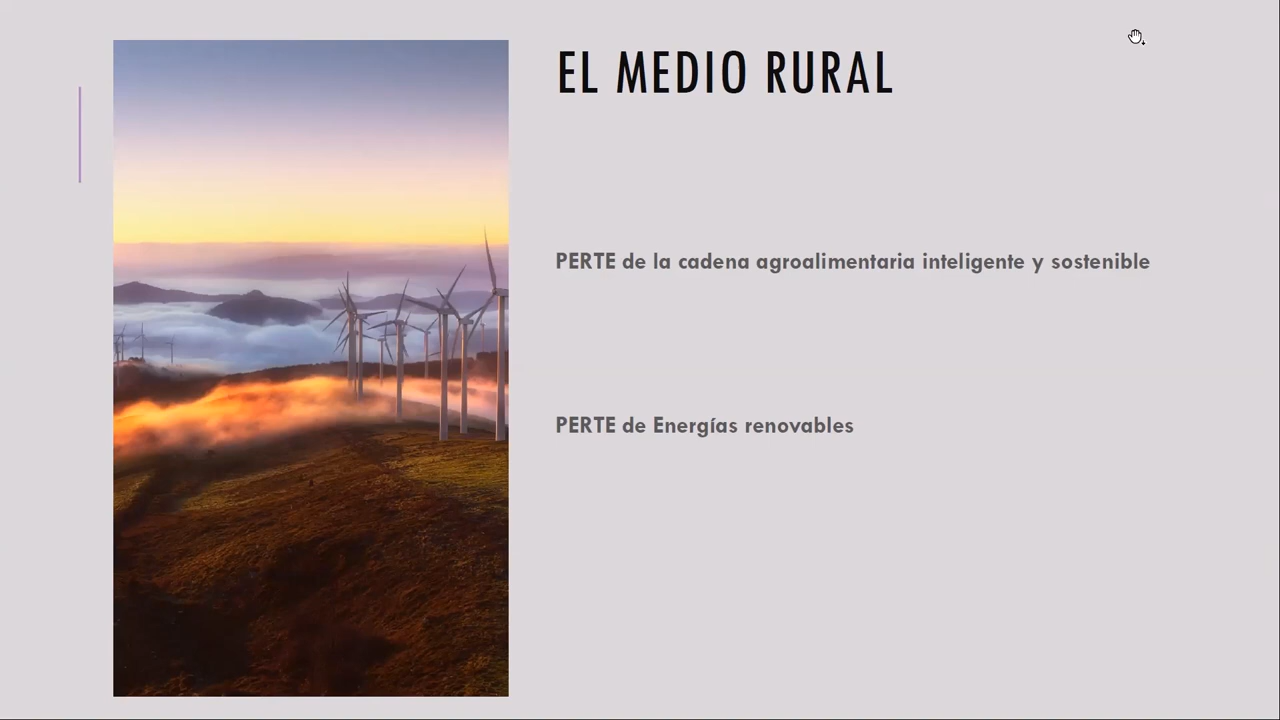 EL MEDIO RURAL
PERTE de la cadena agroalimentaria inteligente y sostenible
PERTE de Energías renovables